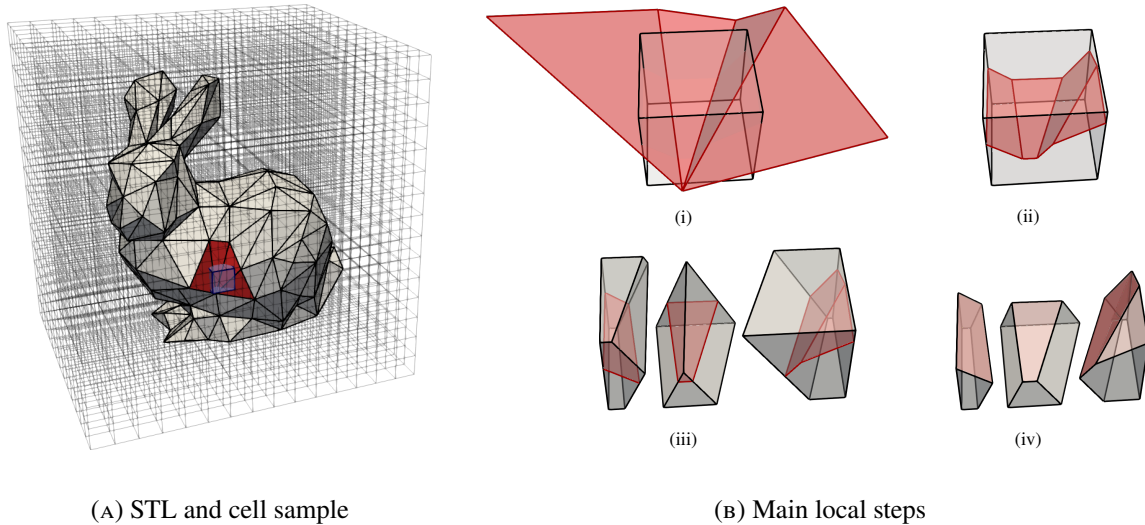 (i)
(ii)
(iii)
(iv)
(A) STL and cell sample
(B) Main local steps